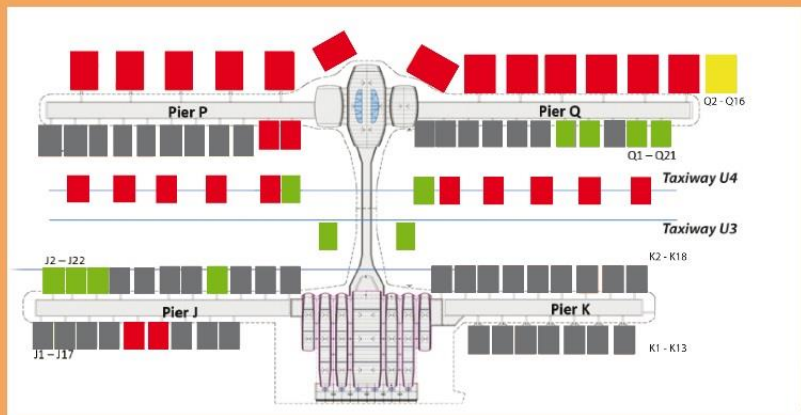 Pier P
Pier Q
Q2 - Q16
Q1 – Q21
Taxiway U4
Taxiway U3
J2 – J22
K2 - K18
Pier J
Pier K
J1 – J17
K1 - K13